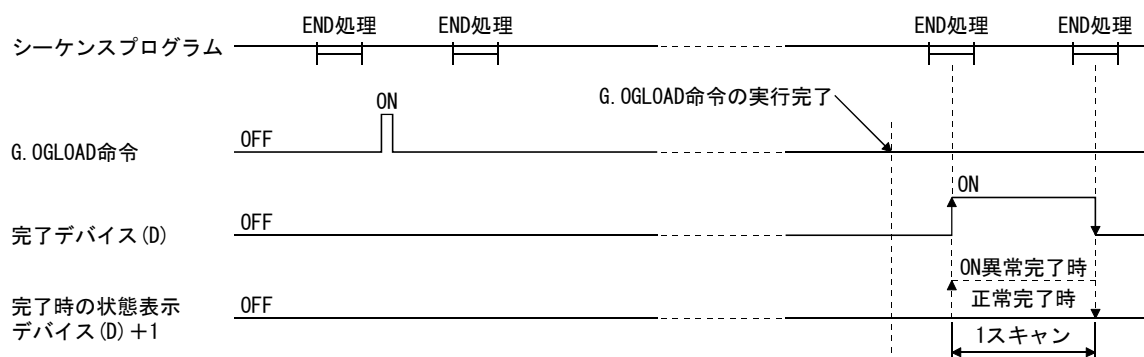 END処理 END処理 END処理 END処理
シーケンスプログラム
G.OGLOAD命令の実行完了
ON
OFF
G.OGLOAD命令
ON
OFF
完了デバイス(D)
ON異常完了時
完了時の状態表示
デバイス(D)+1
OFF
正常完了時
1スキャン